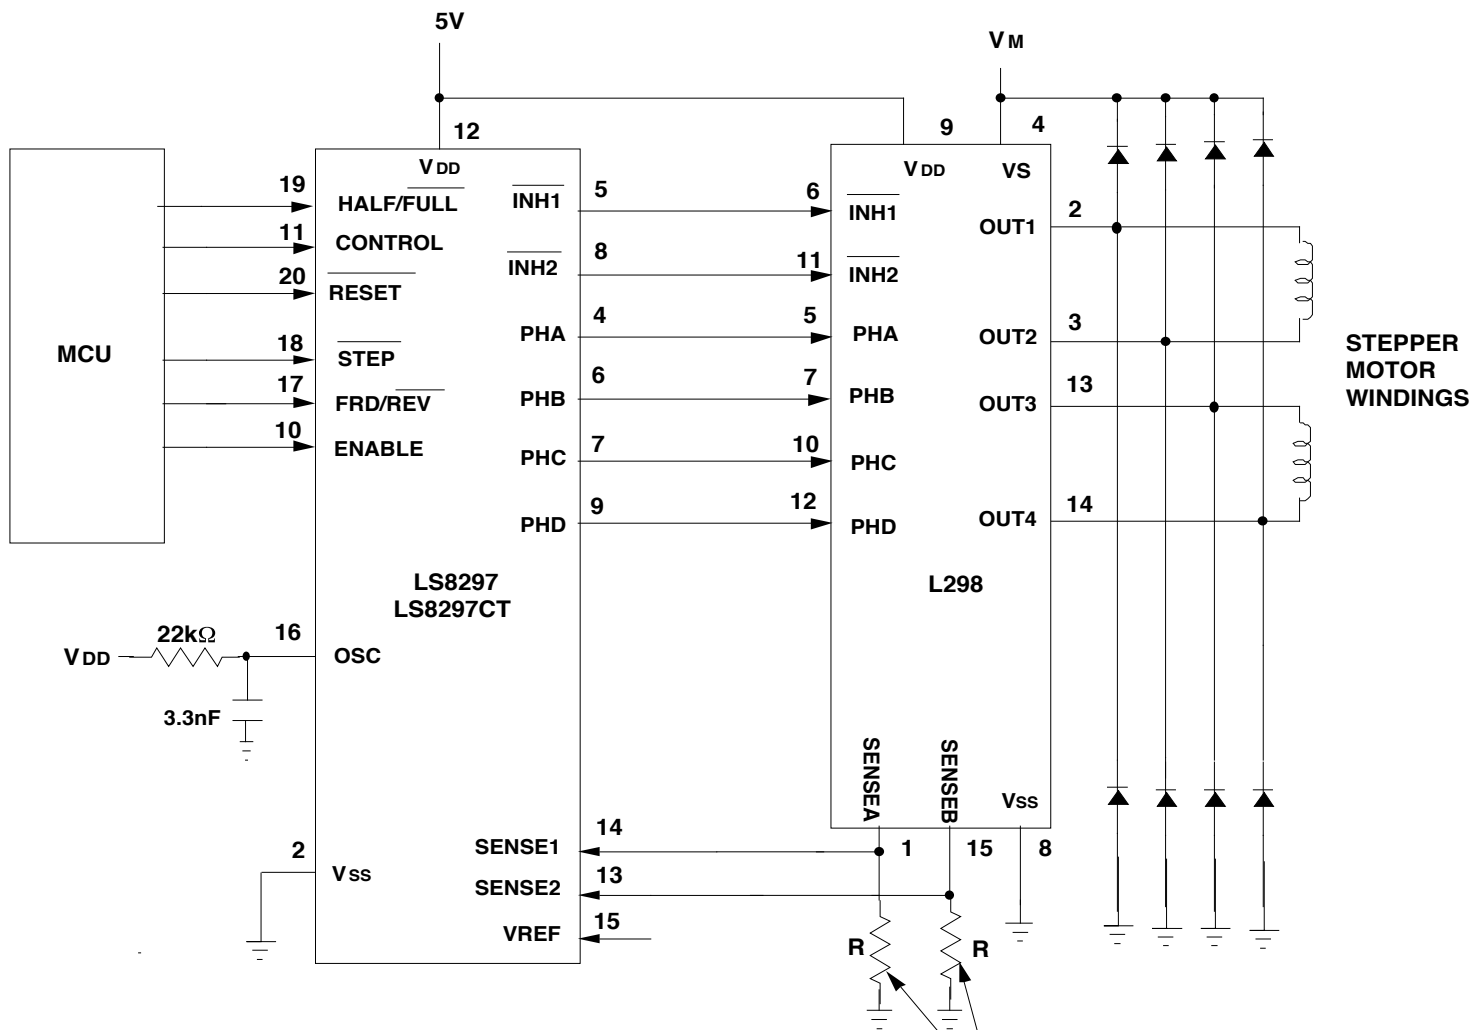 5V
VM
12
9
4
VDD
VDD
VS
MCU
19
HALF/FULL
11
CONTROL
20
RESET
18
STEP
17
FRD/REV
10
ENABLE
INH1
5
INH2
8
PHA
4
PHB
6
PHC
7
PHD
9
6
INH1
11
INH2
5
PHA
7
PHB
10
PHC
12
PHD
OUT1
2
OUT2
3
OUT3
13
OUT4
14
STEPPER
MOTOR
WINDINGS
LS8297
LS8297CT
L298
VDD
22kΩ
16
OSC
3.3nF
2
VSS
SENSE1
14
SENSE2
13
VREF
15
SENSEA
SENSEB
VSS
1
15
8
R
R